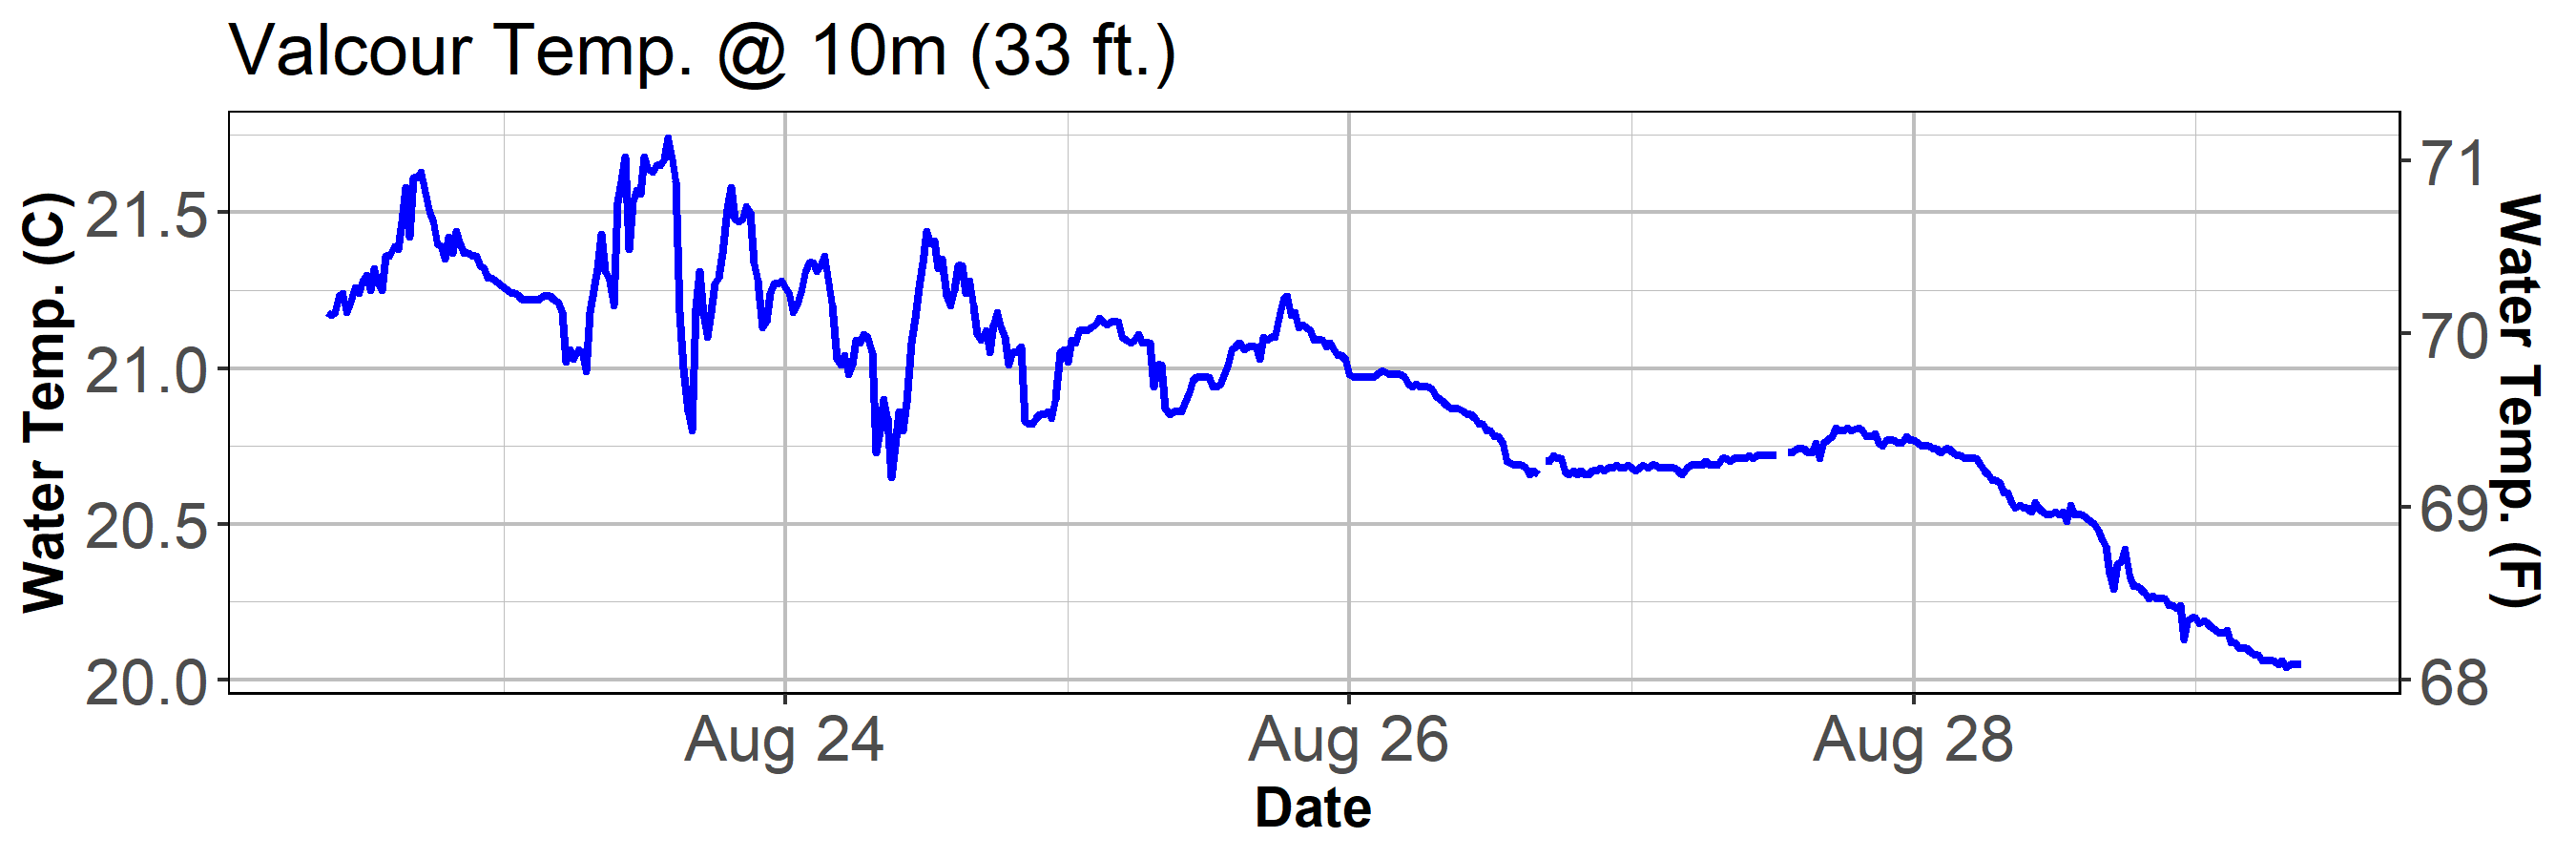 Valcour Temp. @ 10m (33 ft.)
Water Temp. (C)
21.5
21.0
20.5
20.0
71
70
69
68
Water Temp. (F)
Aug 24 Aug 26 Aug 28
Date